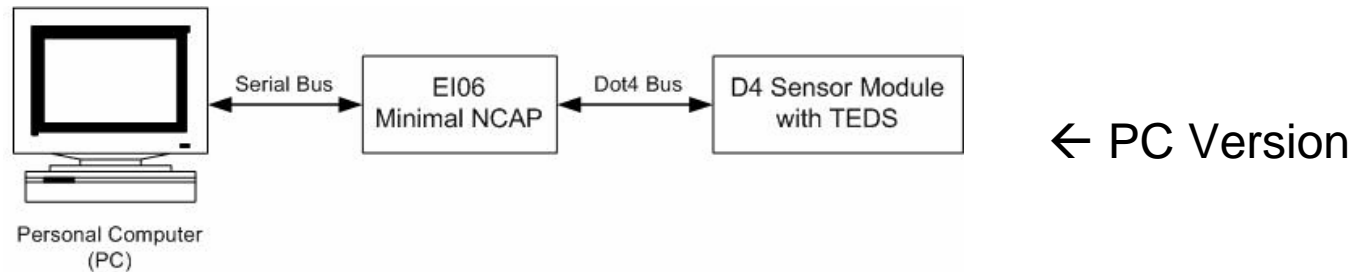 Serial Bus
EI06
Minimal NCAP
Dot4 Bus
D4 Sensor Module
with TEDS
← PC Version
Personal Computer
(PC)